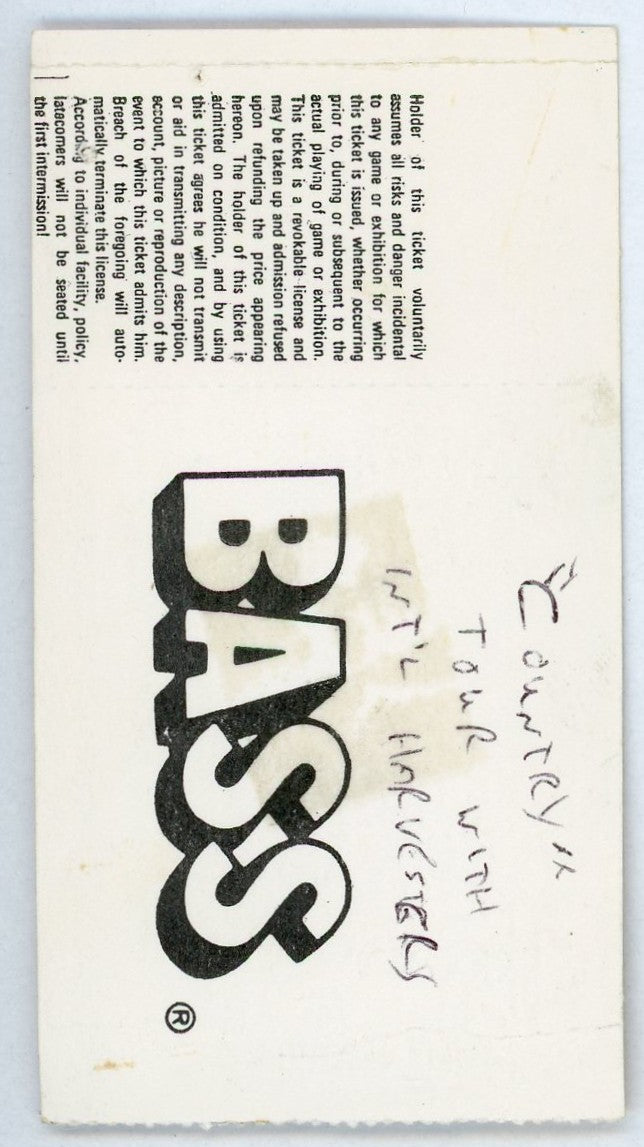 Holder of this ticket voluntarily
assumes all risks and danger incidental
to any game or exhibition for which
this ticket is issued, whether occurring
prior to, during or subsequent to the
actual playing of game or exhibition.
This ticket is a revokable license and
may be taken up and admission refused
upon refunding the price appearing
hereon. The holder of this ticket is
admitted on condition, and by using
this ticket agrees he will not transmit
or aid in transmitting any description,
account, picture or reproduction of the
event to which this ticket admits him.
Breach of the foregoing will auto-
matically terminate this license.
According to individual facility, policy,
latacomers will not be seated until
the first intermission!
"COUNTRY"
TOUR WITH
INT'L HARVESTERS
BASS®